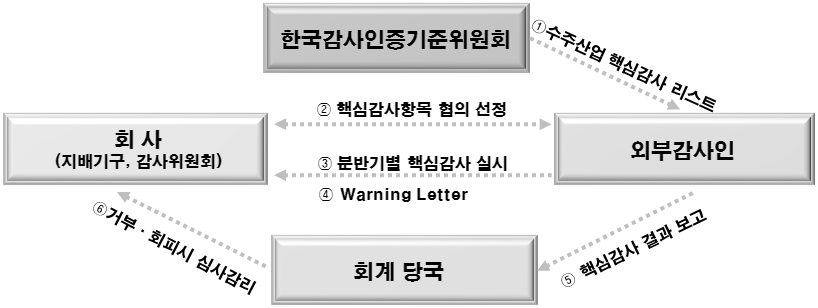 한국감사인증기준위원회
①수주산업 핵심감사 리스트
② 핵심감사항목 협의 선정
회 사
(지배기구, 감사위원회)
외부감사인
③ 분반기별 핵심감사 실시
④ Warning Letter
⑥거부·회피시 심사감리
⑤ 핵심감사 결과 보고
회계 당국